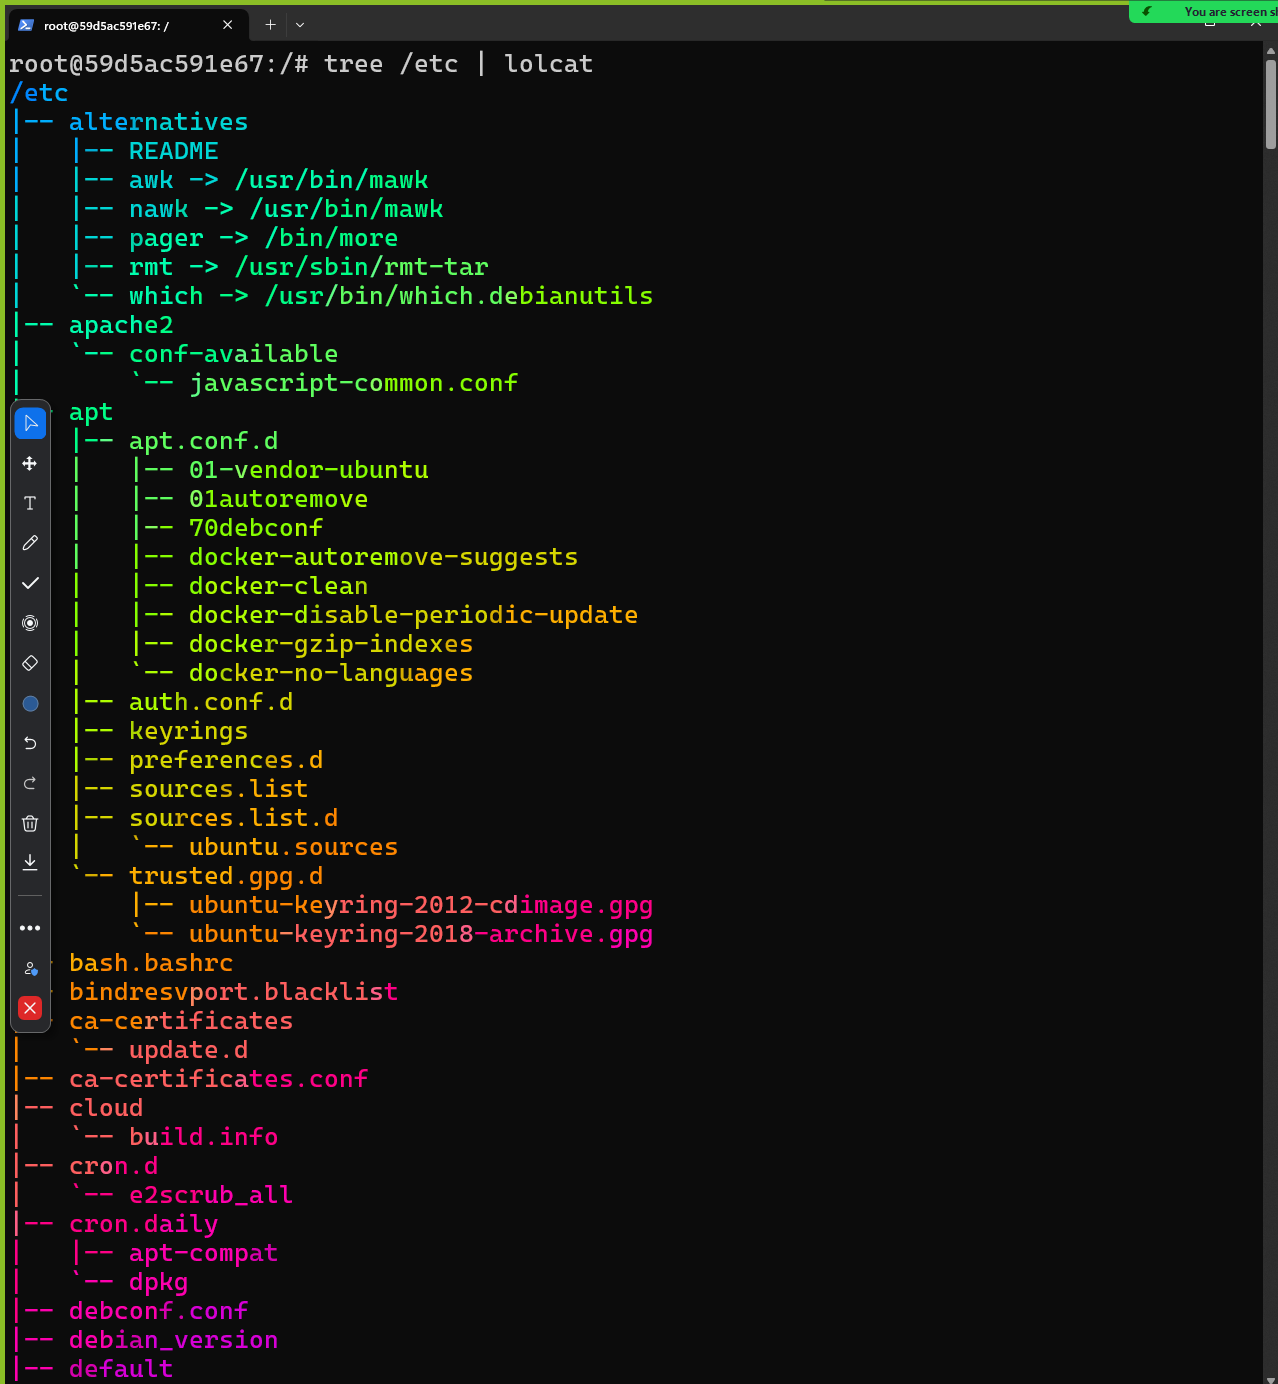 root@59d5ac591e67: /
You are screen s
root@59d5ac591e67:/# tree /etc | lolcat
/etc
|-- alternatives
|   |-- README
|   |-- awk -> /usr/bin/mawk
|   |-- nawk -> /usr/bin/mawk
|   |-- pager -> /bin/more
|   |-- rmt -> /usr/sbin/rmt-tar
|   `-- which -> /usr/bin/which.debianutils
|-- apache2
|   `-- conf-available
|       `-- javascript-common.conf
apt
    |-- apt.conf.d
    |   |-- 01-vendor-ubuntu
    |   |-- 01autoremove
    |   |-- 70debconf
    |   |-- docker-autoremove-suggests
    |   |-- docker-clean
    |   |-- docker-disable-periodic-update
    |   |-- docker-gzip-indexes
    |   `-- docker-no-languages
    |-- auth.conf.d
    |-- keyrings
    |-- preferences.d
    |-- sources.list
    |-- sources.list.d
    |   `-- ubuntu.sources
    `-- trusted.gpg.d
        |-- ubuntu-keyring-2012-cdimage.gpg
        `-- ubuntu-keyring-2018-archive.gpg
bash.bashrc
bindresvport.blacklist
ca-certificates
|   `-- update.d
|-- ca-certificates.conf
|-- cloud
|   `-- build.info
|-- cron.d
|   `-- e2scrub_all
|-- cron.daily
|   |-- apt-compat
|   `-- dpkg
|-- debconf.conf
|-- debian_version
|-- default